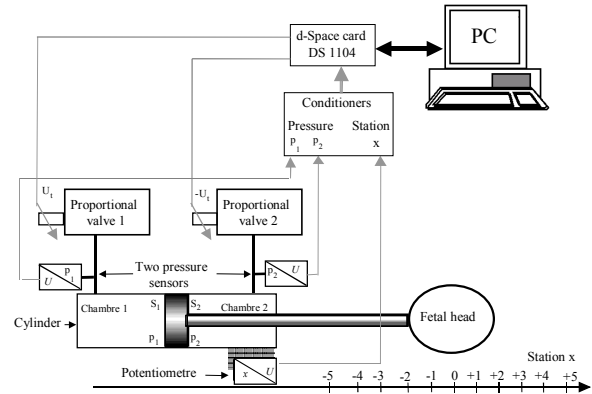 d-Space card
DS 1104
PC
Conditioners
Pressure Station
p1 p2 x
Ut
-Ut
Proportional
valve 1
Proportional
valve 2
U p1
Two pressure
sensors
p2 U
Chambre 1
S1 S2
Chambre 2
Cylinder
p1 p2
Fetal head
Potentiometre
x U
Station x
-5 -4 -3 -2 -1 0 +1 +2 +3 +4 +5